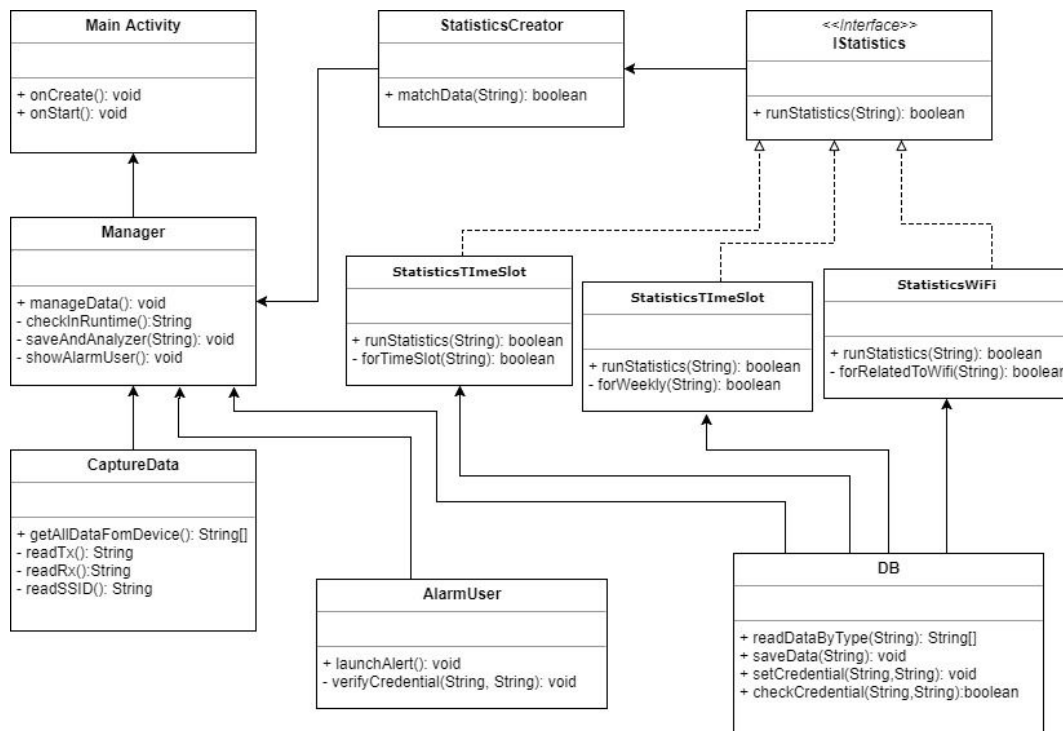 Main Activity
+ onCreate(): void
+ onStart(): void
StatisticsCreator
+ matchData(String): boolean
<<Interface>>
IStatistics
+ runStatistics(String): boolean
Manager
+ manageData(): void
- checkInRuntime():String
- saveAndAnalyzer(String): void
- showAlarmUser(): void
StatisticsTImeSlot
+ runStatistics(String): boolean
- forTimeSlot(String): boolean
StatisticsTImeSlot
+ runStatistics(String): boolean
- forWeekly(String): boolean
StatisticsWiFi
+ runStatistics(String): boolean
- forRelatedToWifi(String): boolean
CaptureData
+ getAllDataFomDevice(): String[]
- readTx(): String
- readRx():String
- readSSID(): String
AlarmUser
+ launchAlert(): void
- verifyCredential(String, String): void
DB
+ readDataByType(String): String[]
+ saveData(String): void
+ setCredential(String,String): void
+ checkCredential(String,String):boolean